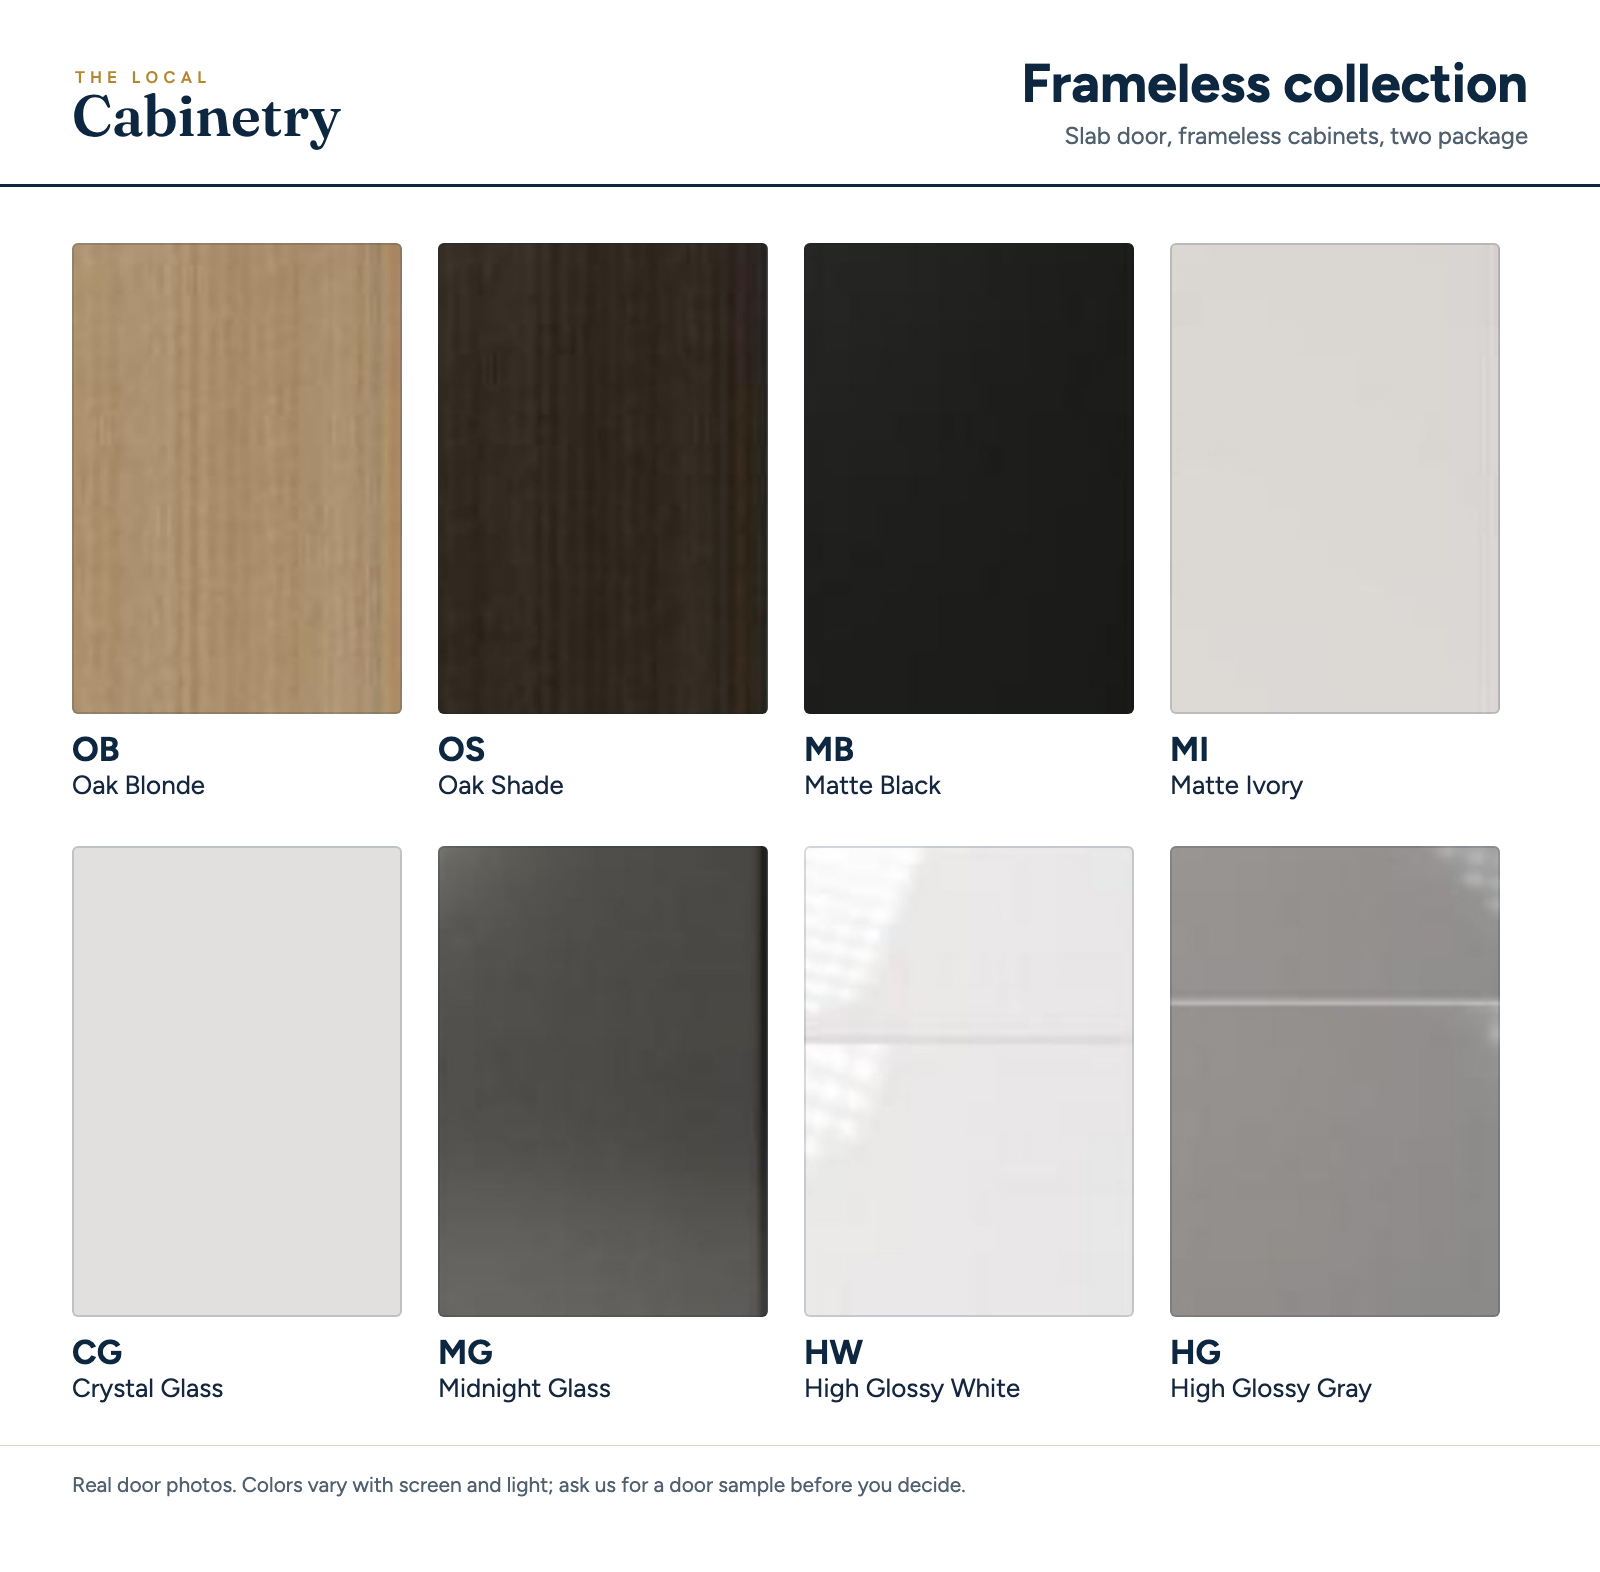 THE LOCAL
Cabinetry
Frameless collection
Slab door, frameless cabinets, two package
OB
Oak Blonde
OS
Oak Shade
MB
Matte Black
MI
Matte Ivory
CG
Crystal Glass
MG
Midnight Glass
HW
High Glossy White
HG
High Glossy Gray
Real door photos. Colors vary with screen and light; ask us for a door sample before you decide.